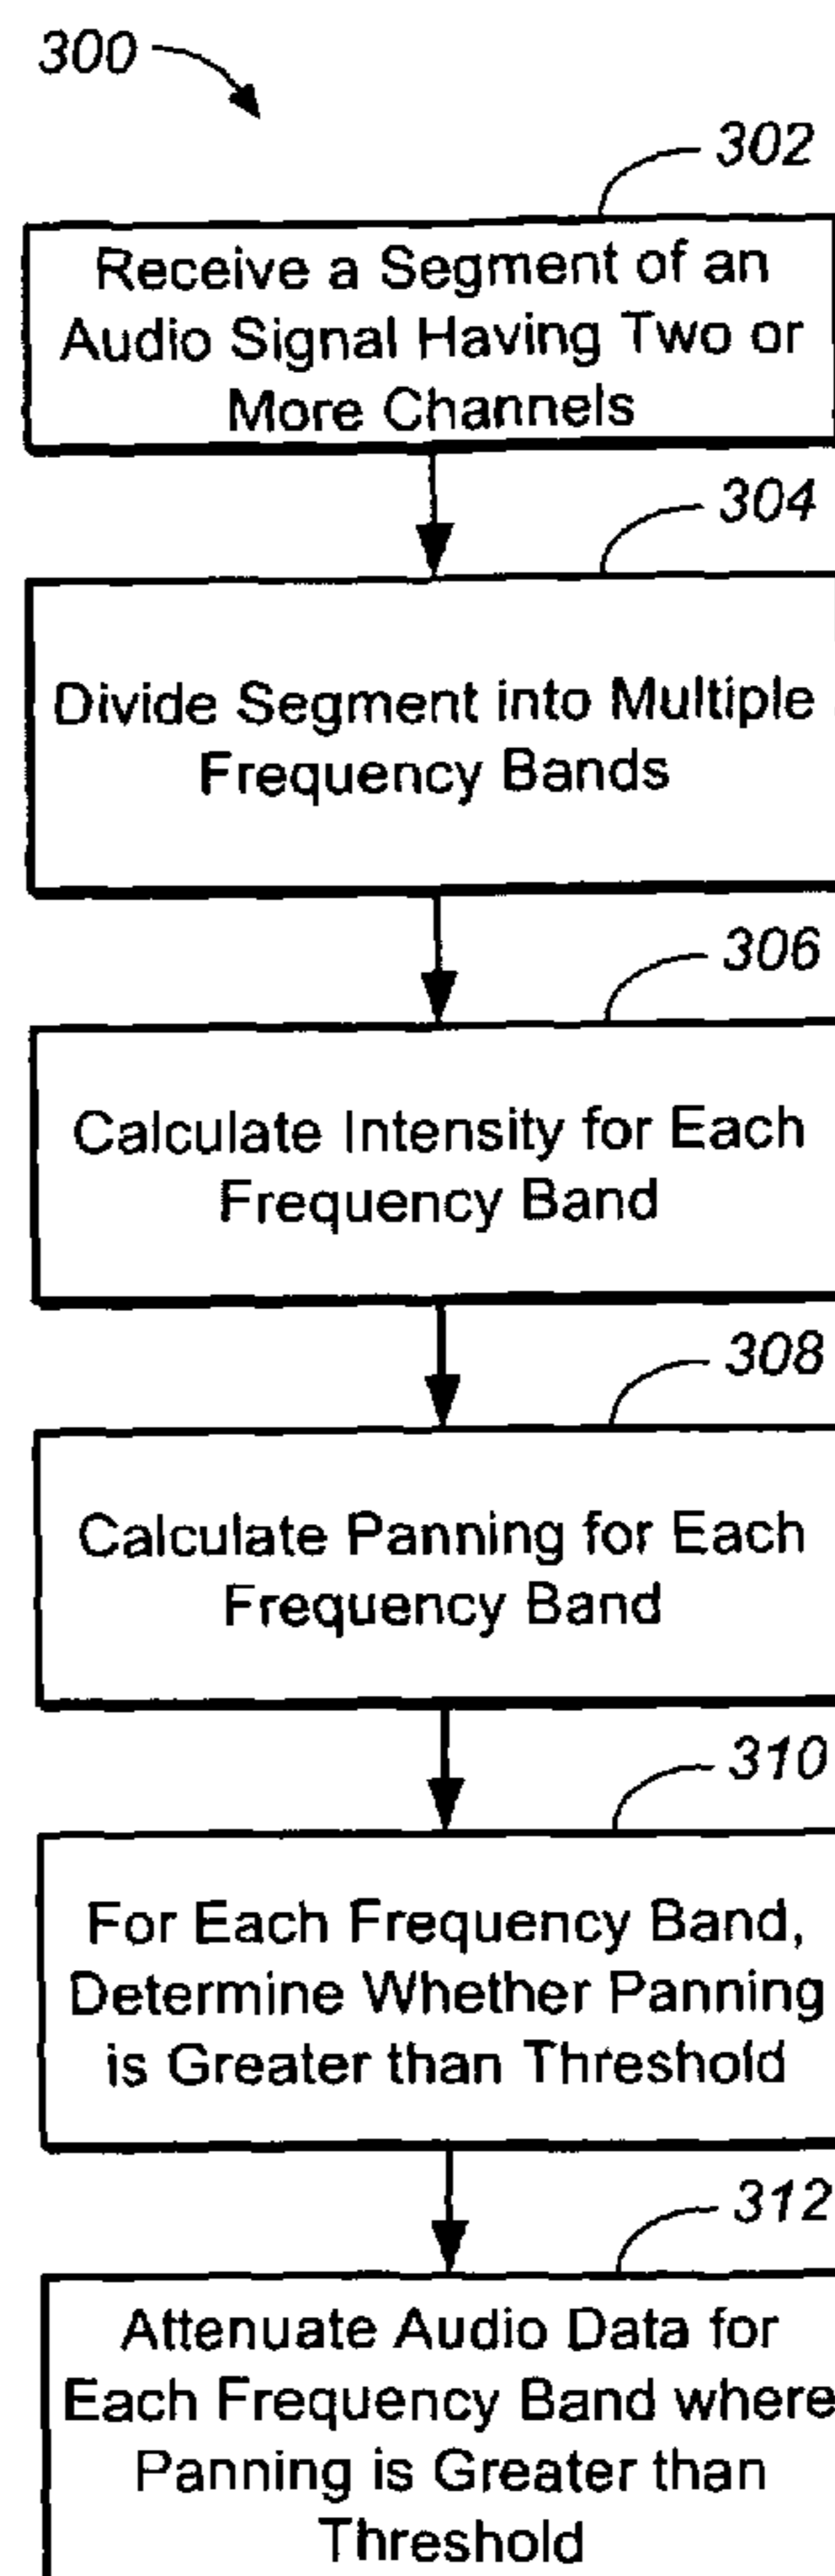 300
302
Receive a Segment of an
Audio Signal Having Two or
More Channels
304
Divide Segment into Multiple
Frequency Bands
306
Calculate Intensity for Each
Frequency Band
308
Calculate Panning for Each
Frequency Band
310
For Each Frequency Band,
Determine Whether Panning
is Greater than Threshold
312
Attenuate Audio Data for
Each Frequency Band where
Panning is Greater than
Threshold